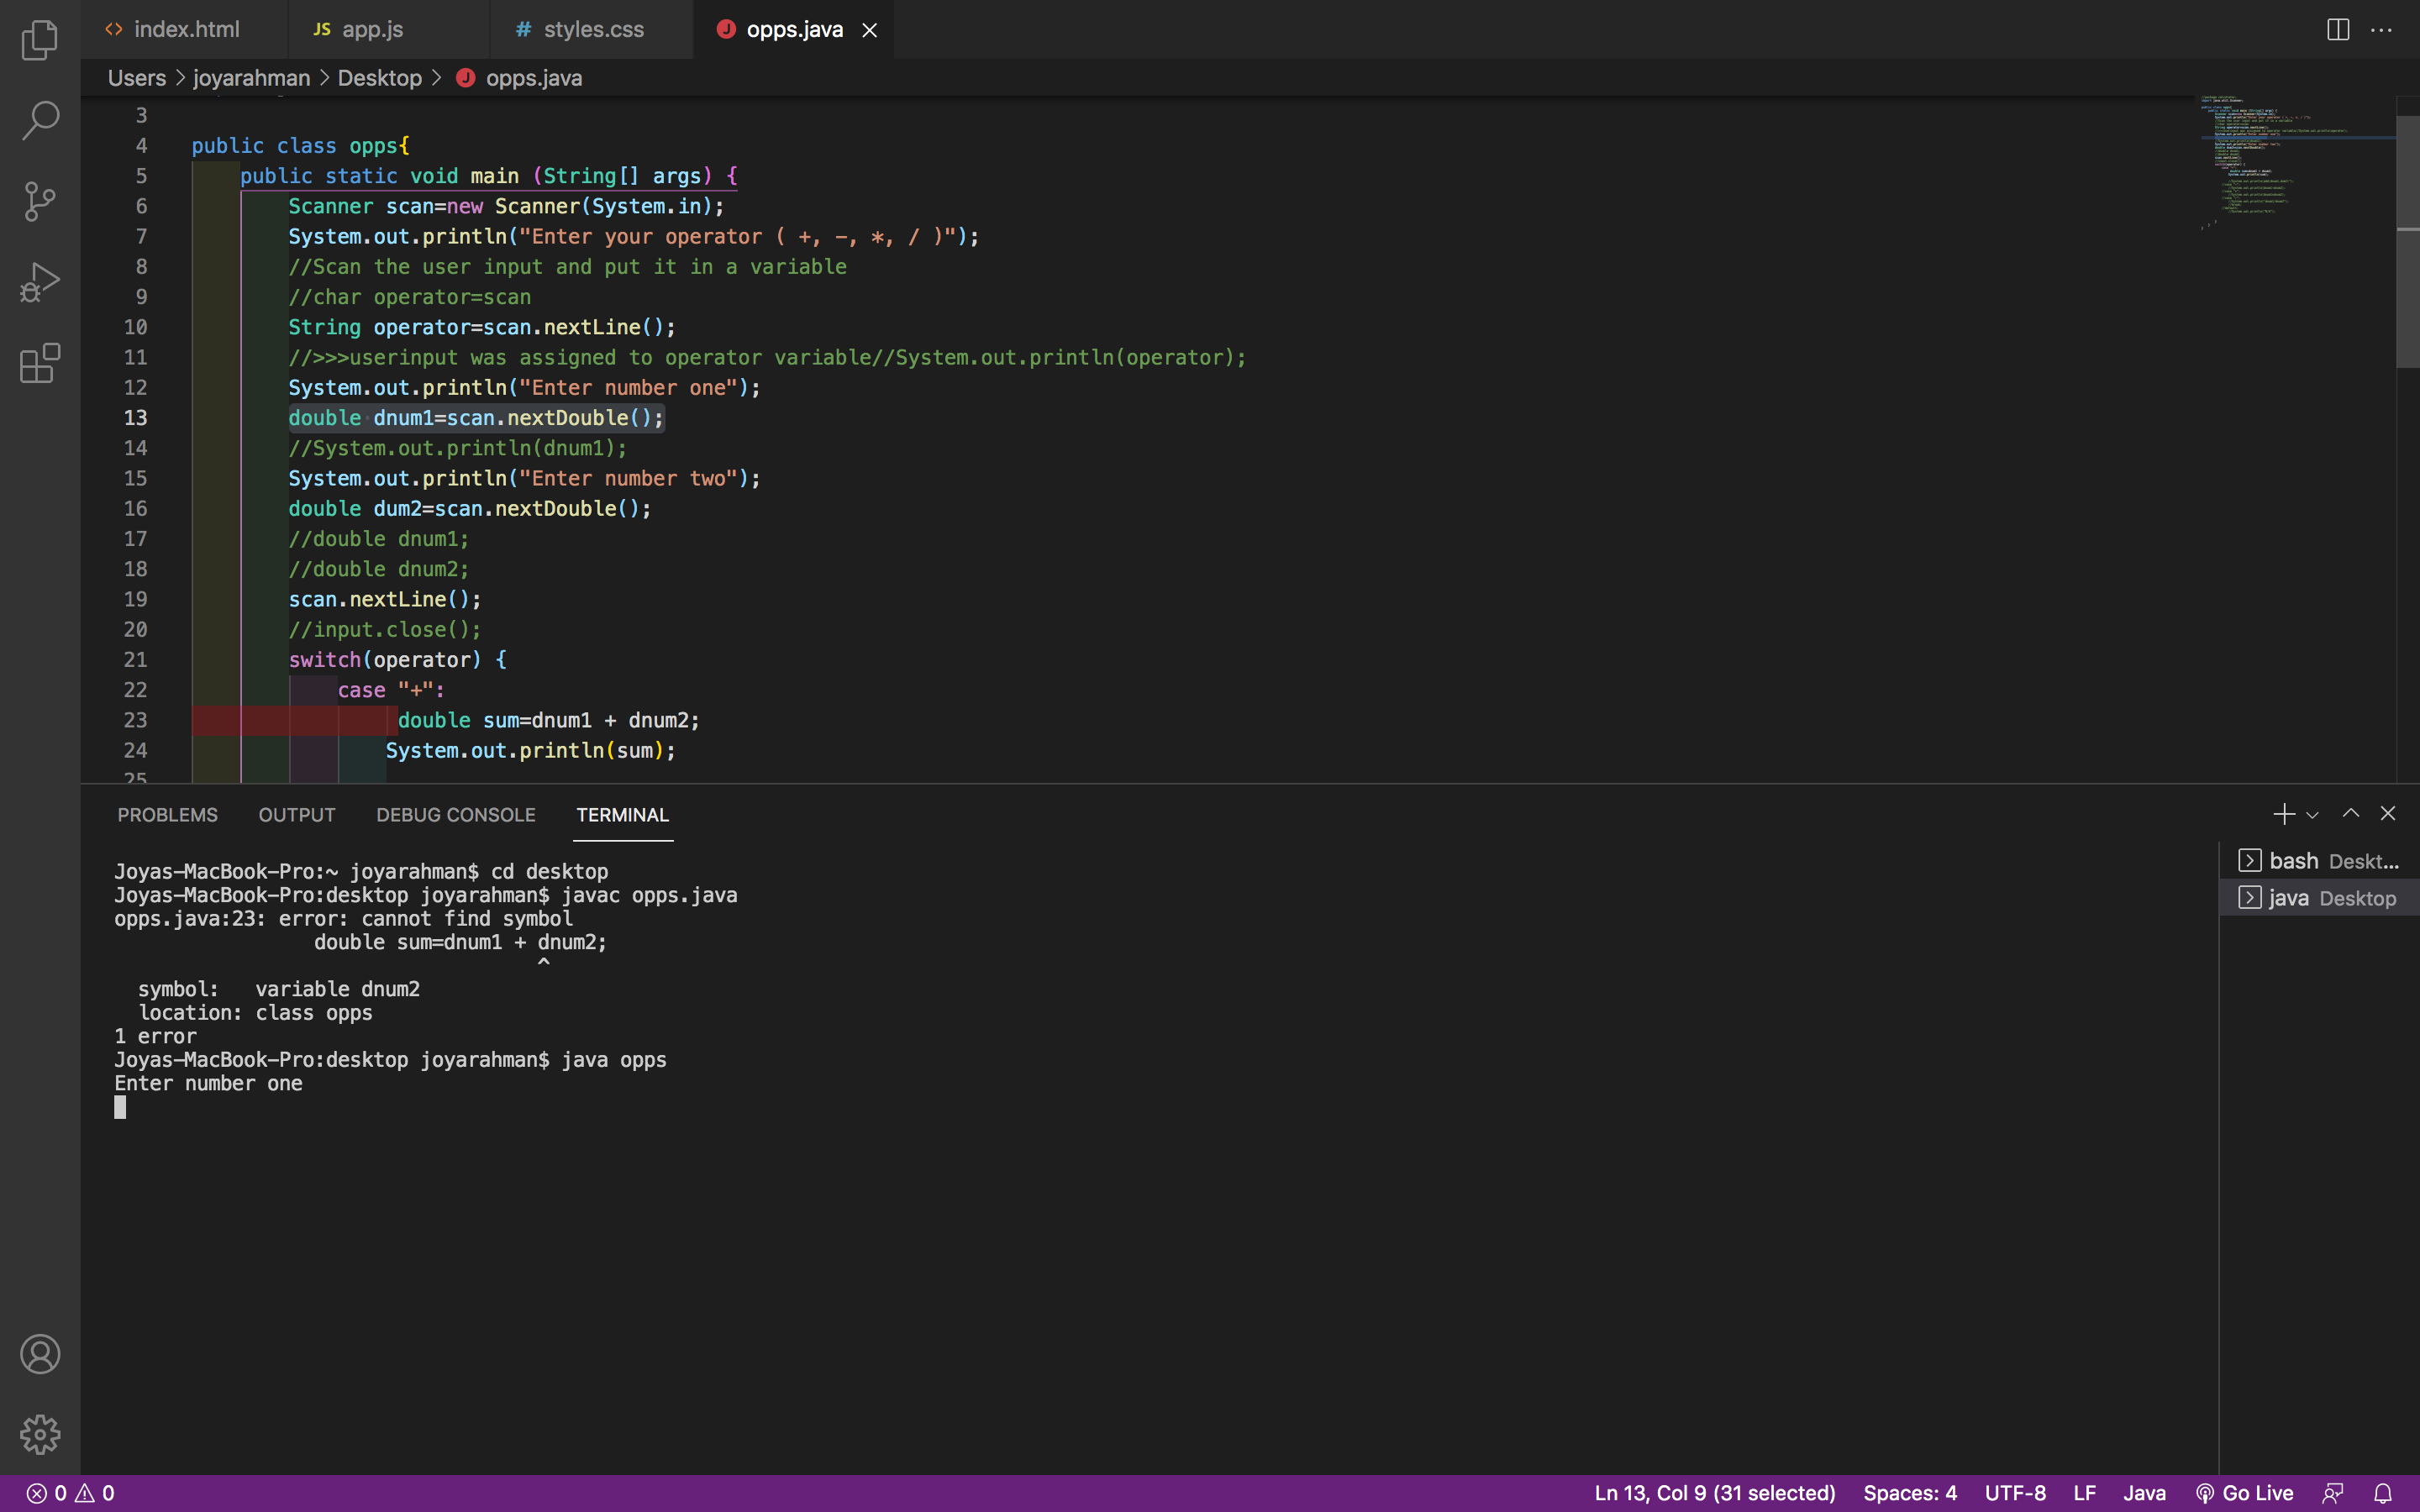 index.html
JS app.js
# styles.css
opps.java
Users > joyarahman > Desktop > opps.java
3
4 public class opps{
5 public static void main (String[] args) {
6 Scanner scan=new Scanner(System.in);
7 System.out.println("Enter your operator ( +, -, *, / )");
8 //Scan the user input and put it in a variable
9 //char operator=scan
10 String operator=scan.nextLine();
11 //>>>userinput was assigned to operator variable//System.out.println(operator);
12 System.out.println("Enter number one");
13 double dnum1=scan.nextDouble();
14 //System.out.println(dnum1);
15 System.out.println("Enter number two");
16 double dum2=scan.nextDouble();
17 //double dnum1;
18 //double dnum2;
19 scan.nextLine();
20 //input.close();
21 switch(operator) {
22 case "+":
23 double sum=dnum1 + dnum2;
24 System.out.println(sum);
25
PROBLEMS OUTPUT DEBUG CONSOLE TERMINAL
Joyas-MacBook-Pro:~ joyarahman$ cd desktop
Joyas-MacBook-Pro:desktop joyarahman$ javac opps.java
opps.java:23: error: cannot find symbol
double sum=dnum1 + dnum2;
^
symbol: variable dnum2
location: class opps
1 error
Joyas-MacBook-Pro:desktop joyarahman$ java opps
Enter number one
bash Deskt...
java Desktop
0 0
Ln 13, Col 9 (31 selected) Spaces: 4 UTF-8 LF Java Go Live